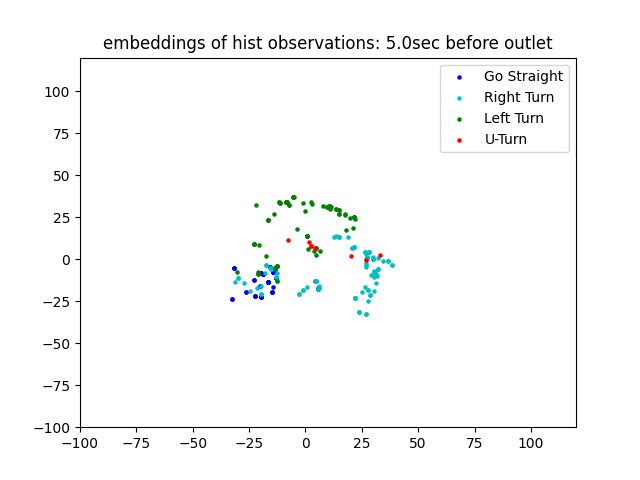 embeddings of hist observations: 5.0sec before outlet
Go Straight
Right Turn
Left Turn
U-Turn
100
75
50
25
0
−25
−50
−75
−100
−100 −75 −50 −25 0 25 50 75 100